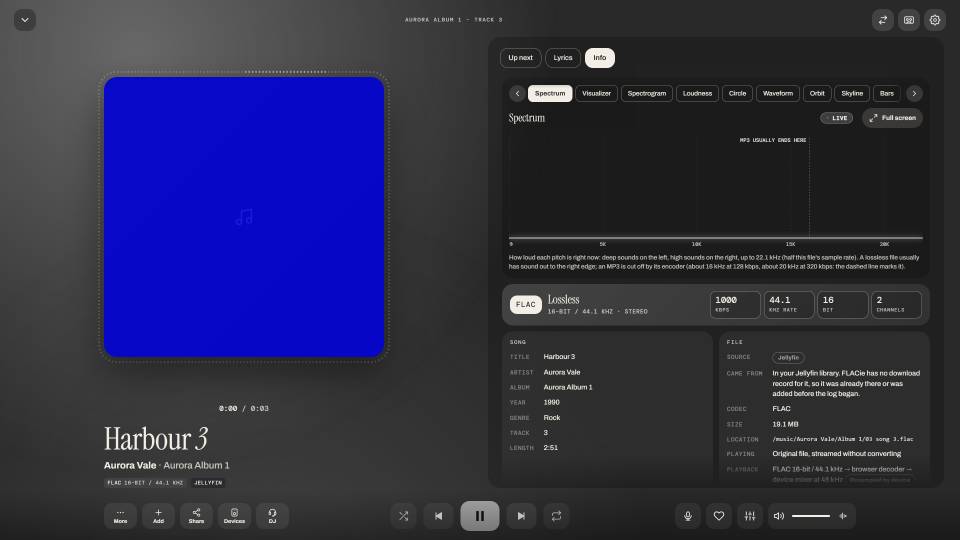 AURORA ALBUM 1 - TRACK 3
Up next
Lyrics
Info
Spectrum
Visualizer
Spectrogram
Loudness
Circle
Waveform
Orbit
Skyline
Bars
Spectrum
LIVE
Full screen
MP3 USUALLY ENDS HERE
0
5K
10K
15K
20K
How loud each pitch is right now: deep sounds on the left, high sounds on the right, up to 22.1 kHz (half this file's sample rate). A lossless file usually
has sound out to the right edge; an MP3 is cut off by its encoder (about 16 kHz at 128 kbps, about 20 kHz at 320 kbps: the dashed line marks it).
FLAC
Lossless
16-BIT / 44.1 KHZ · STEREO
1000
KBPS
44.1
KHZ RATE
16
BIT
2
CHANNELS
SONG
TITLE Harbour 3
ARTIST Aurora Vale
ALBUM Aurora Album 1
YEAR 1990
GENRE Rock
TRACK 3
LENGTH 2:51
FILE
SOURCE Jellyfin
CAME FROM In your Jellyfin library. FLACie has no download
record for it, so it was already there or was
added before the log began.
CODEC FLAC
SIZE 19.1 MB
LOCATION /music/Aurora Vale/Album 1/03 song 3.flac
PLAYING Original file, streamed without converting
PLAYBACK FLAC 16-bit / 44.1 kHz → browser decoder →
device mixer at 48 kHz Resampled by device
0:00 / 0:03
Harbour 3
Aurora Vale · Aurora Album 1
FLAC 16-BIT / 44.1 KHZ
JELLYFIN
More
Add
Share
Devices
DJ